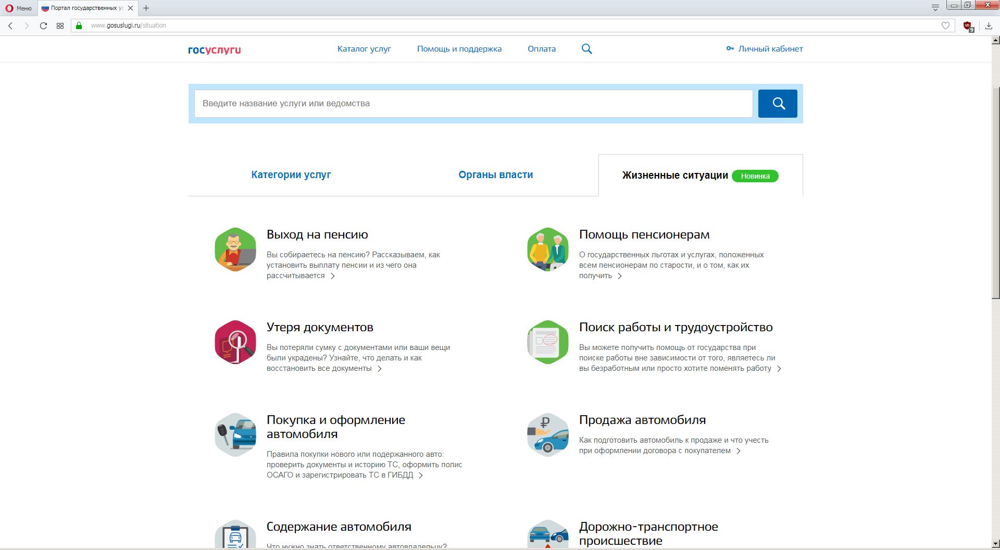 Меню
Портал государственных ус
www.gosuslugi.ru/situation
9
госуслуги
Каталог услуг
Помощь и поддержка
Оплата
Личный кабинет
Введите название услуги или ведомства
Категории услуг
Органы власти
Жизненные ситуации
Новинка
Выход на пенсию
Вы собираетесь на пенсию? Рассказываем, как
установить выплату пенсии и из чего она
рассчитывается
Помощь пенсионерам
О государственных льготах и услугах, положенных
всем пенсионерам по старости, и о том, как их
получить
Утеря документов
Вы потеряли сумку с документами или ваши вещи
были украдены? Узнайте, что делать и как
восстановить все документы
Поиск работы и трудоустройство
Вы можете получить помощь от государства при
поиске работы вне зависимости от того, являетесь ли
вы безработным или просто хотите поменять работу
Покупка и оформление
автомобиля
Правила покупки нового или подержанного авто:
проверить документы и историю ТС, оформить полис
ОСАГО и зарегистрировать ТС в ГИБДД
₽
Продажа автомобиля
Как подготовить автомобиль к продаже и что учесть
при оформлении договора с покупателем
Содержание автомобиля
Что нужно знать ответственному автовладельцу?
Дорожно-транспортное
происшествие